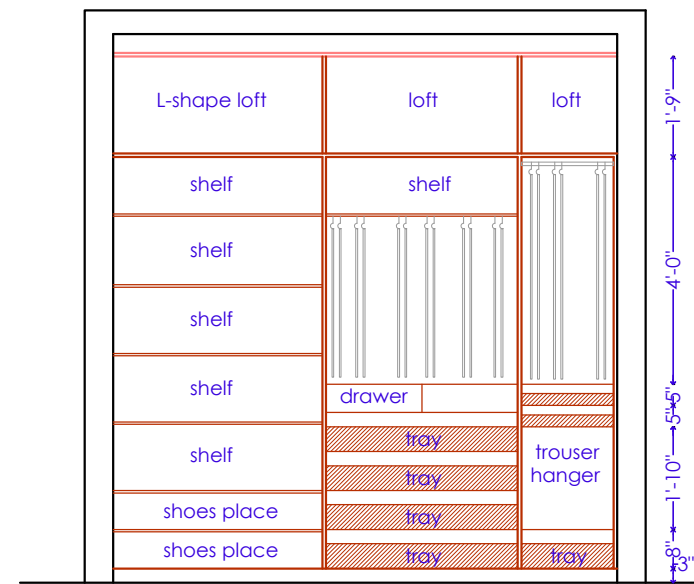 L-shape loft
loft
loft
1'-9"
shelf
shelf
shelf
4'-0"
shelf
shelf
drawer
5"
5"
tray
shelf
trouser
hanger
tray
1'-10"
shoes place
tray
shoes place
tray
tray
8"
3"